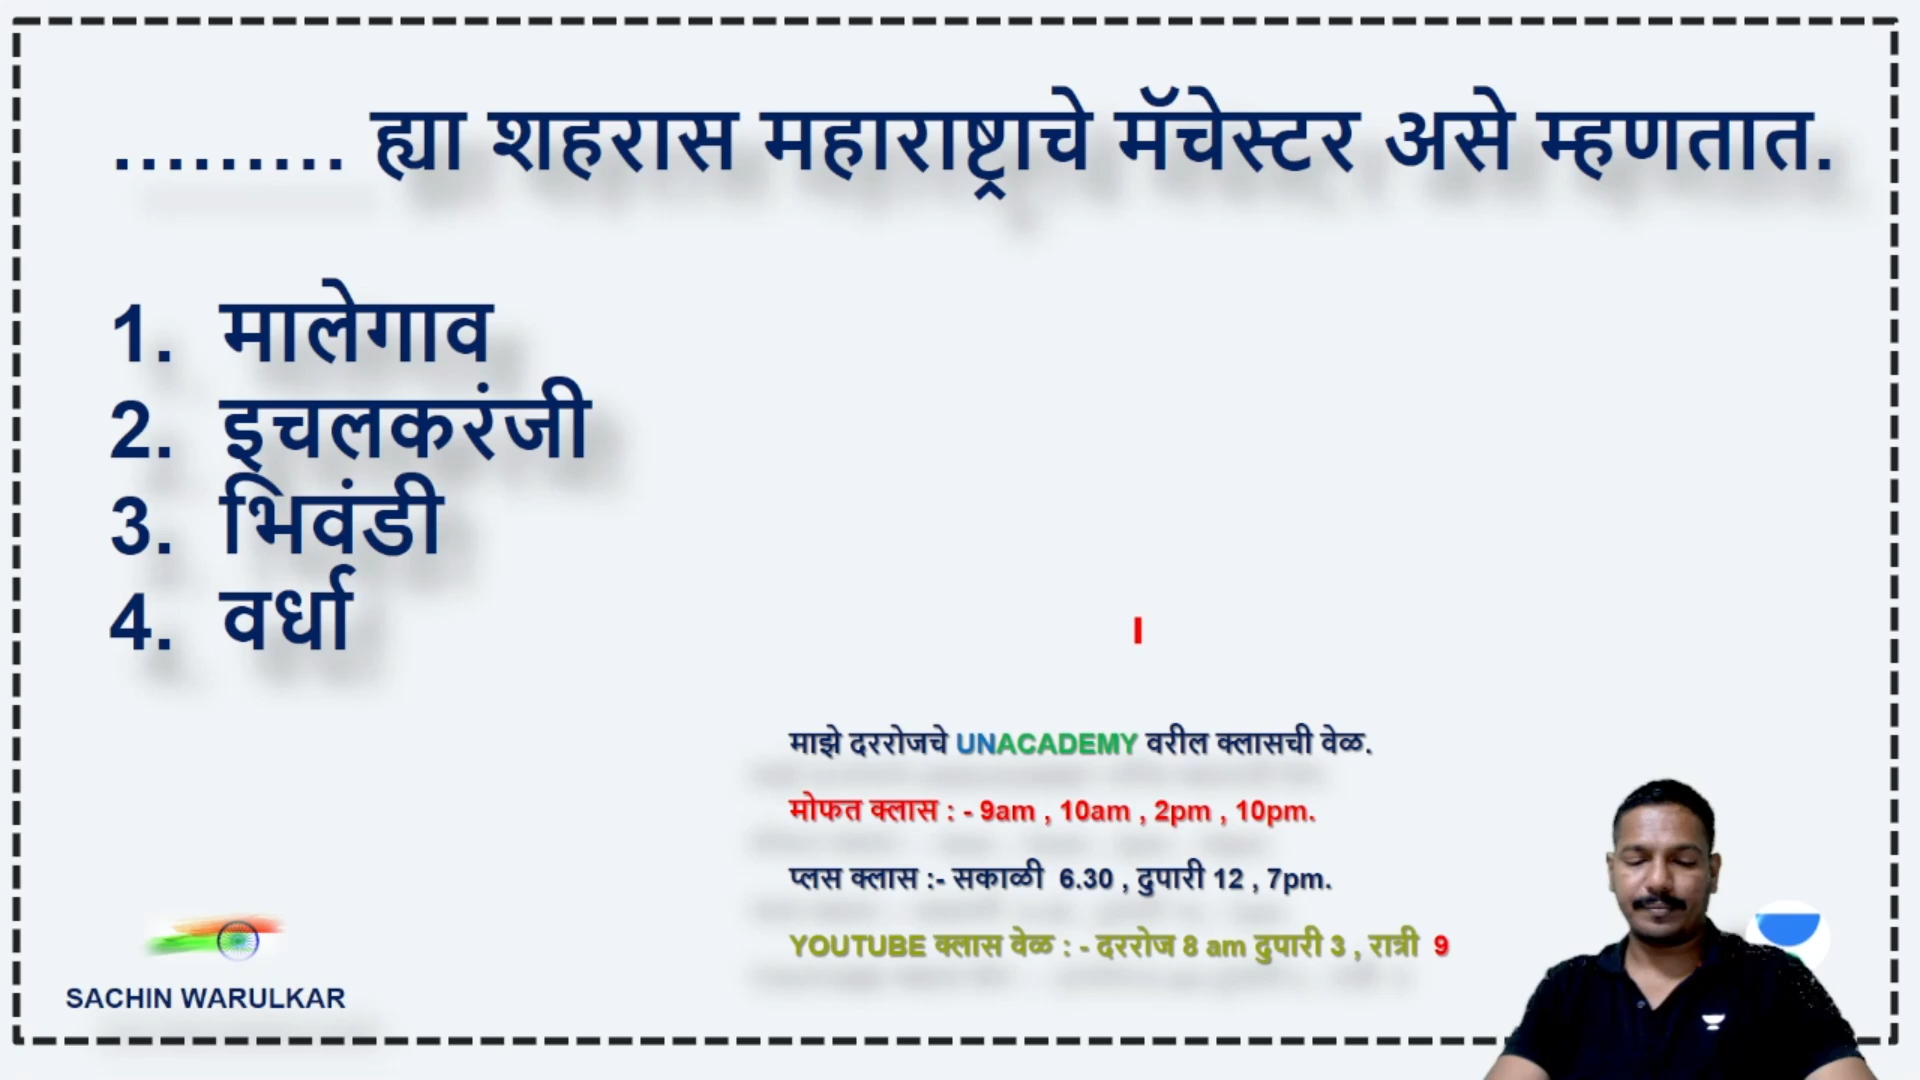 ......... ह्या शहरास महाराष्ट्राचे मॅचेस्टर असे म्हणतात.
1. मालेगाव
2. इचलकरंजी
3. भिवंडी
4. वर्धा
माझे दररोजचे UNACADEMY वरील क्लासची वेळ.
मोफत क्लास : - 9am , 10am , 2pm , 10pm.
प्लस क्लास :- सकाळी 6.30 , दुपारी 12 , 7pm.
YOUTUBE क्लास वेळ : - दररोज 8 am दुपारी 3 , रात्री 9
SACHIN WARULKAR